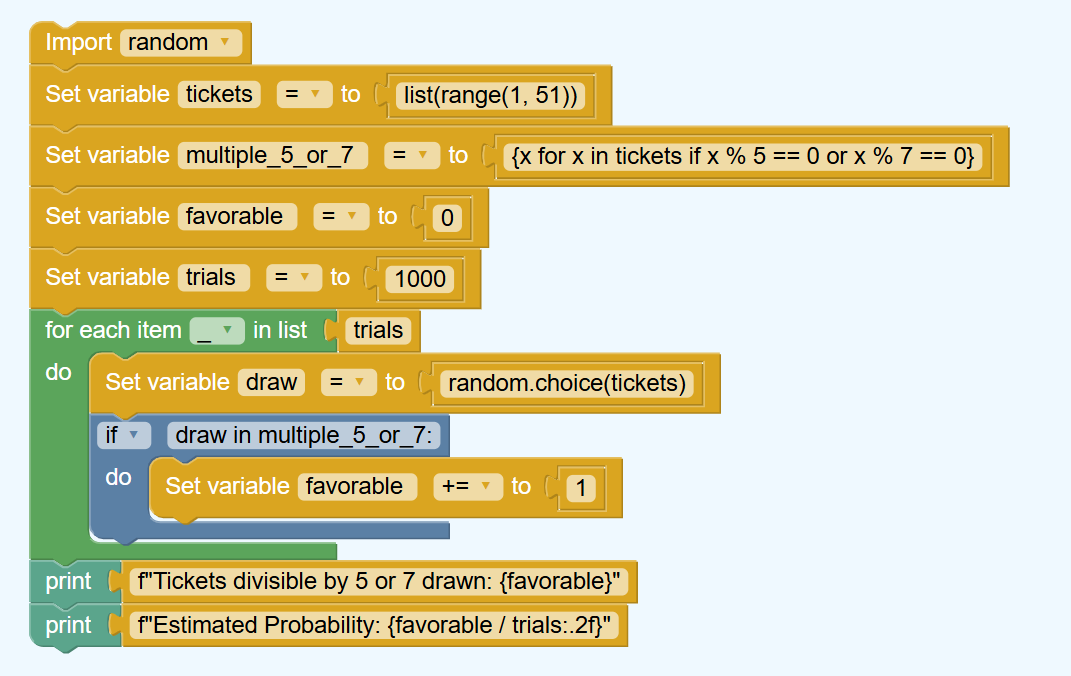 Import random
Set variable tickets = to list(range(1, 51))
Set variable multiple_5_or_7 = to {x for x in tickets if x % 5 == 0 or x % 7 == 0}
Set variable favorable = to 0
Set variable trials = to 1000
for each item _ in list trials
do
Set variable draw = to random.choice(tickets)
if draw in multiple_5_or_7:
do
Set variable favorable += to 1
print f"Tickets divisible by 5 or 7 drawn: {favorable}"
print f"Estimated Probability: {favorable / trials:.2f}"